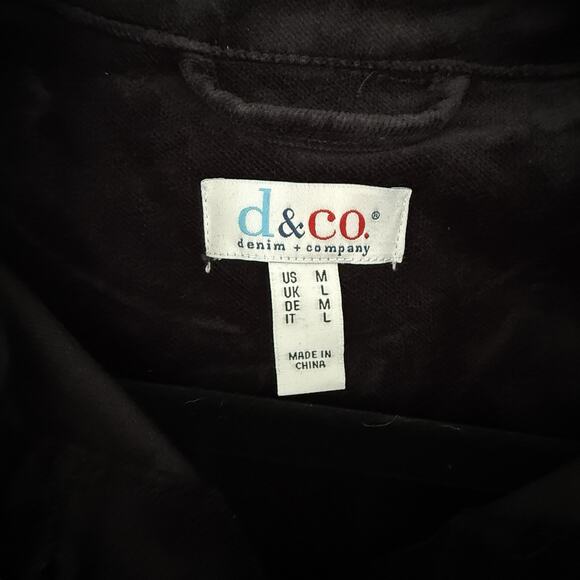 d&co.®
denim + company
US M
UK L
DE M
IT L
MADE IN
CHINA